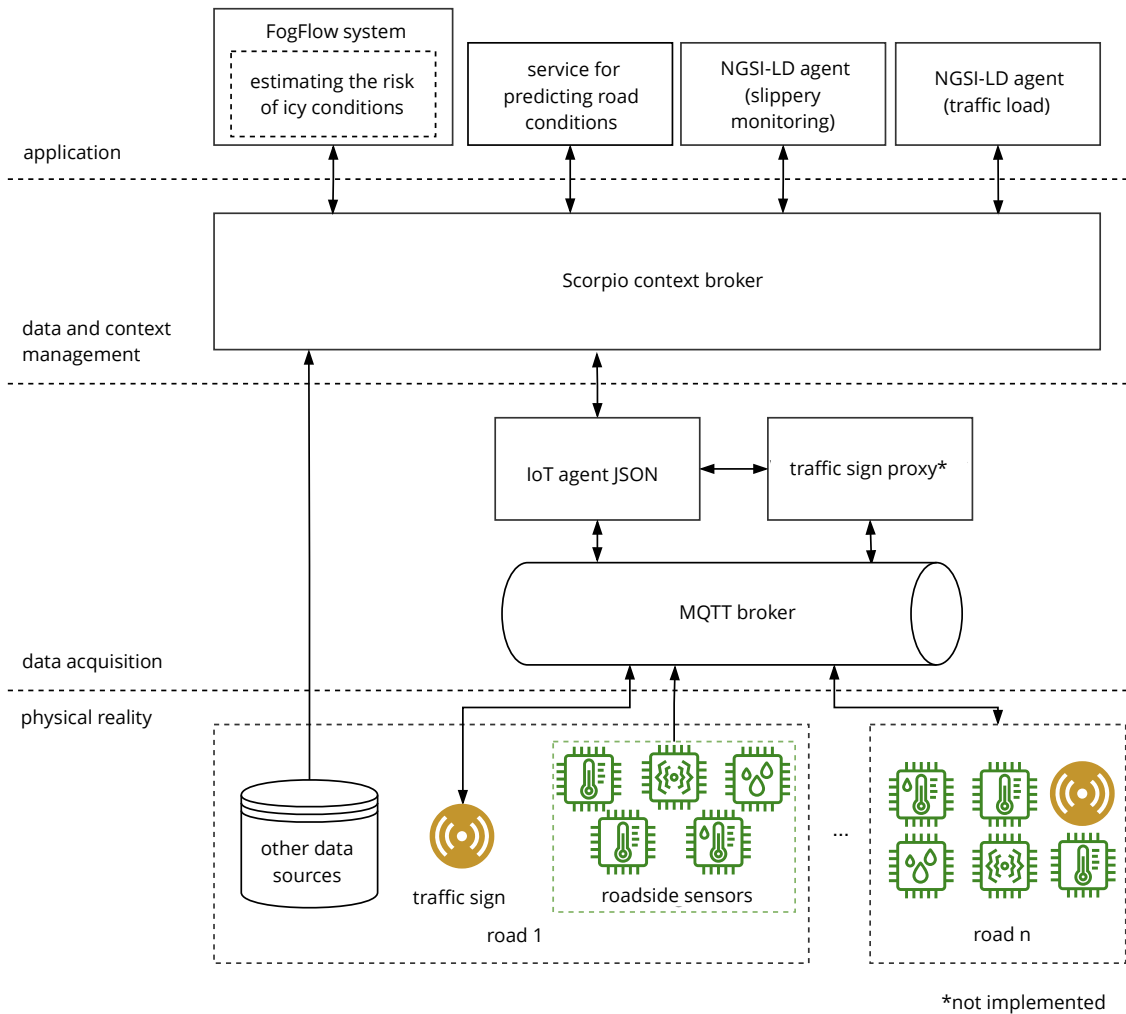 FogFlow system
estimating the risk
of icy conditions
service for
predicting road
conditions
NGSI-LD agent
(slippery
monitoring)
NGSI-LD agent
(traffic load)
application
Scorpio context broker
data and context
management
IoT agent JSON
traffic sign proxy*
MQTT broker
data acquisition
physical reality
other data
sources
traffic sign
roadside sensors
...
road 1
road n
*not implemented